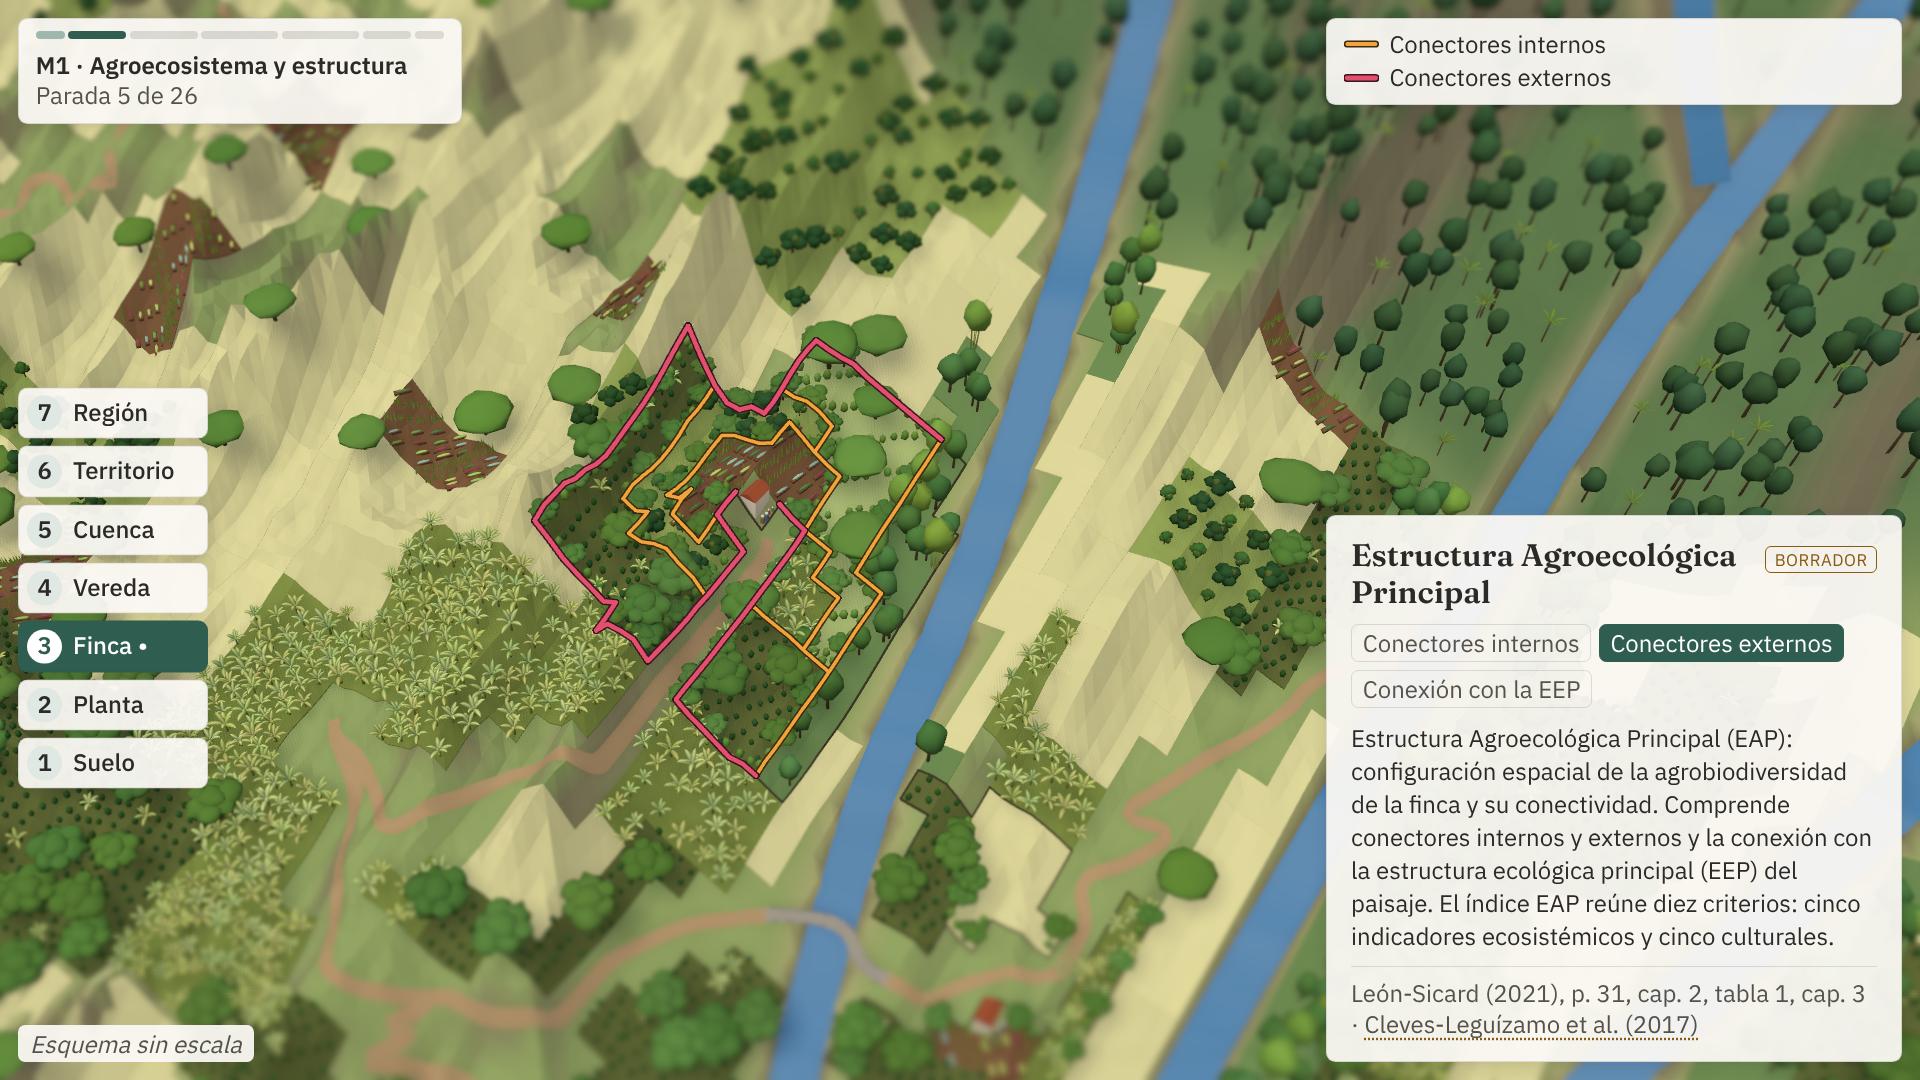 M1 · Agroecosistema y estructura
Parada 5 de 26
Conectores internos
Conectores externos
7 Región
6 Territorio
5 Cuenca
4 Vereda
3 Finca •
2 Planta
1 Suelo
Esquema sin escala
Estructura Agroecológica
Principal
BORRADOR
Conectores internos
Conectores externos
Conexión con la EEP
Estructura Agroecológica Principal (EAP):
configuración espacial de la agrobiodiversidad
de la finca y su conectividad. Comprende
conectores internos y externos y la conexión con
la estructura ecológica principal (EEP) del
paisaje. El índice EAP reúne diez criterios: cinco
indicadores ecosistémicos y cinco culturales.
León-Sicard (2021), p. 31, cap. 2, tabla 1, cap. 3
· Cleves-Leguízamo et al. (2017)